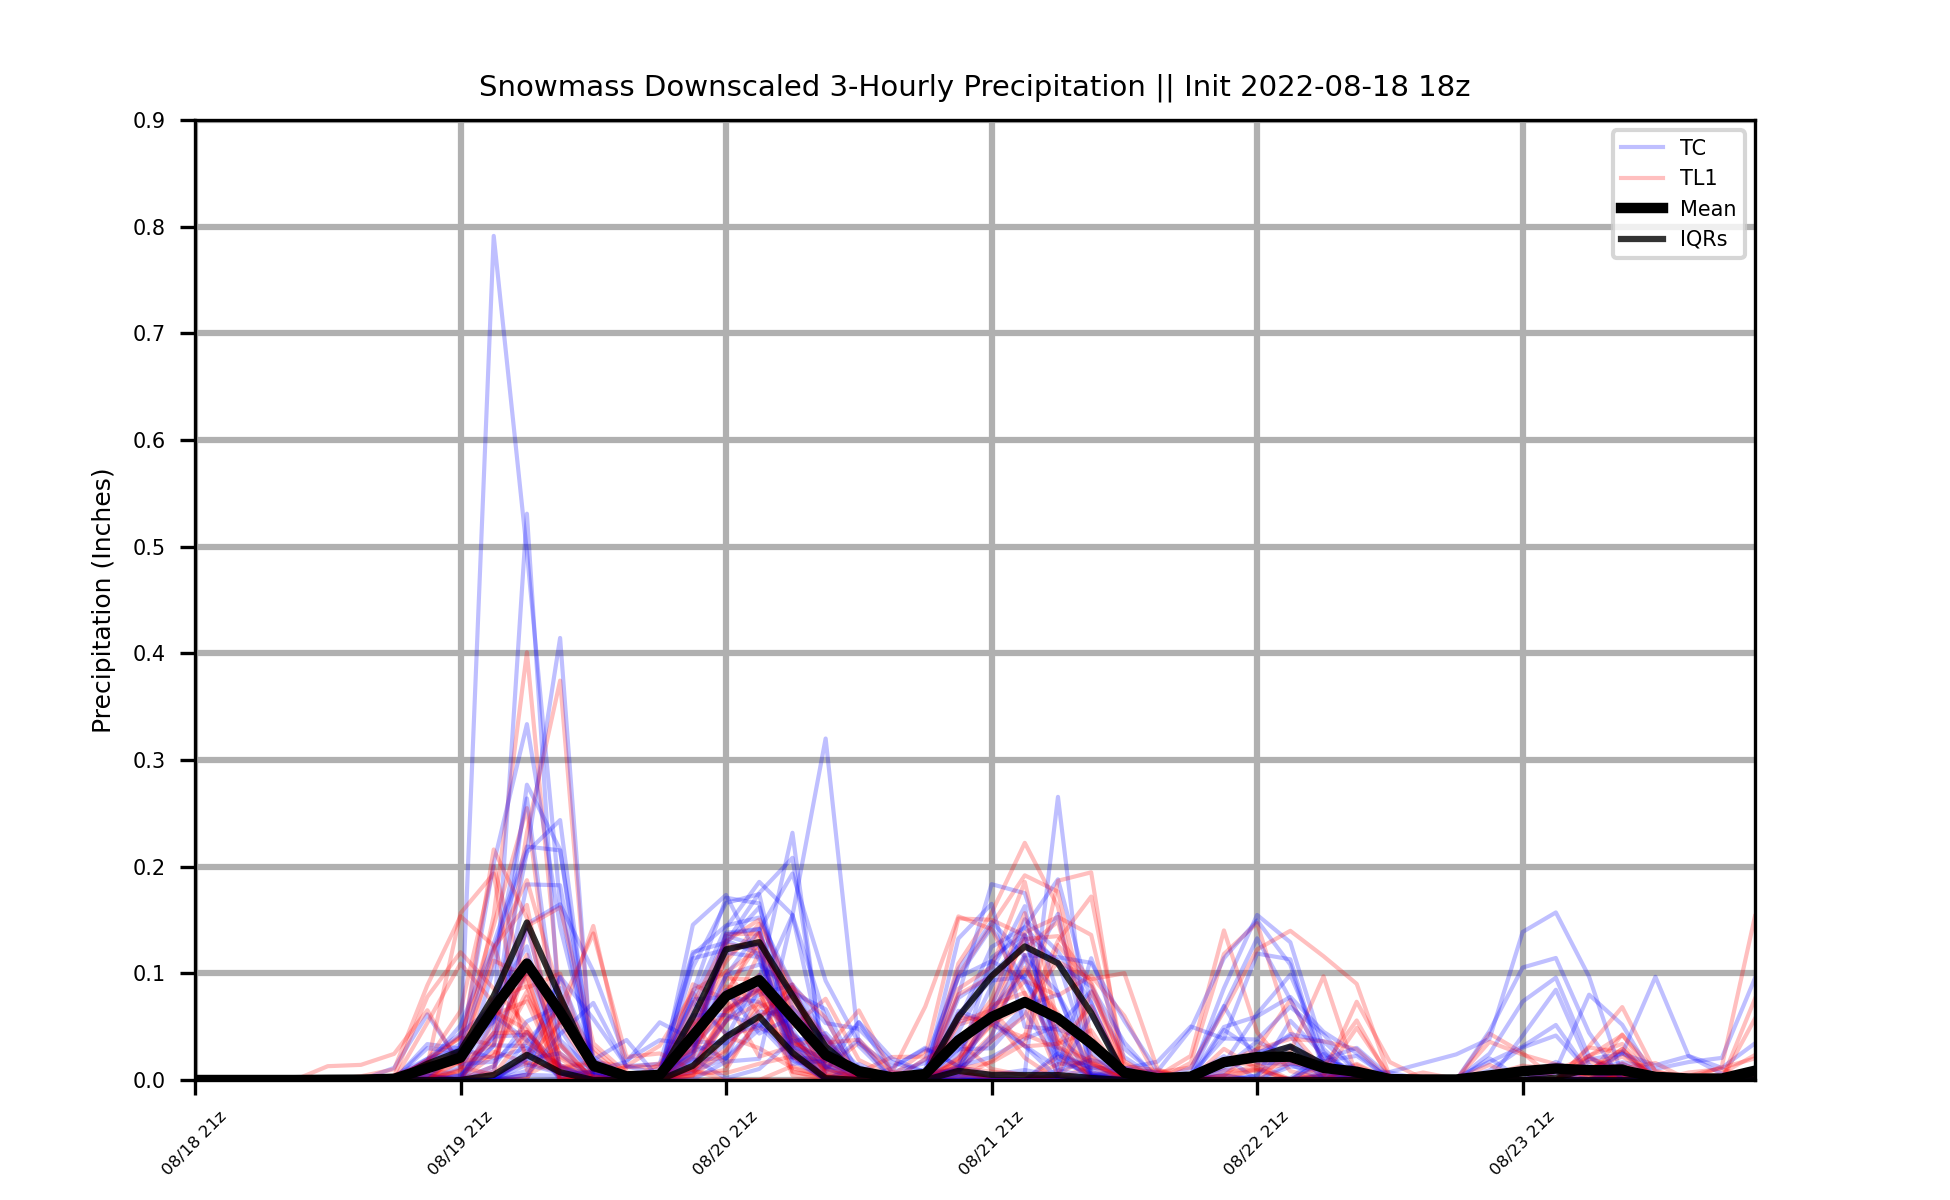 Snowmass Downscaled 3-Hourly Precipitation || Init 2022-08-18 18z
0.9
0.8
0.7
0.6
0.5
0.4
0.3
0.2
0.1
0.0
Precipitation (Inches)
TC
TL1
Mean
IQRs
08/18 21z
08/19 21z
08/20 21z
08/21 21z
08/22 21z
08/23 21z